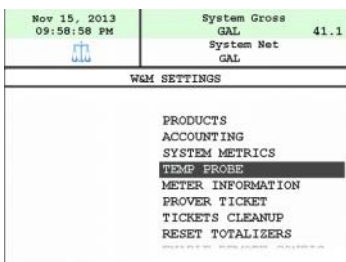 Nov 15, 2013
09:58:58 PM
System Gross
GAL 41.1
System Net
GAL
W&M SETTINGS
PRODUCTS
ACCOUNTING
SYSTEM METRICS
TEMP PROBE
METER INFORMATION
PROVER TICKET
TICKETS CLEANUP
RESET TOTALIZERS